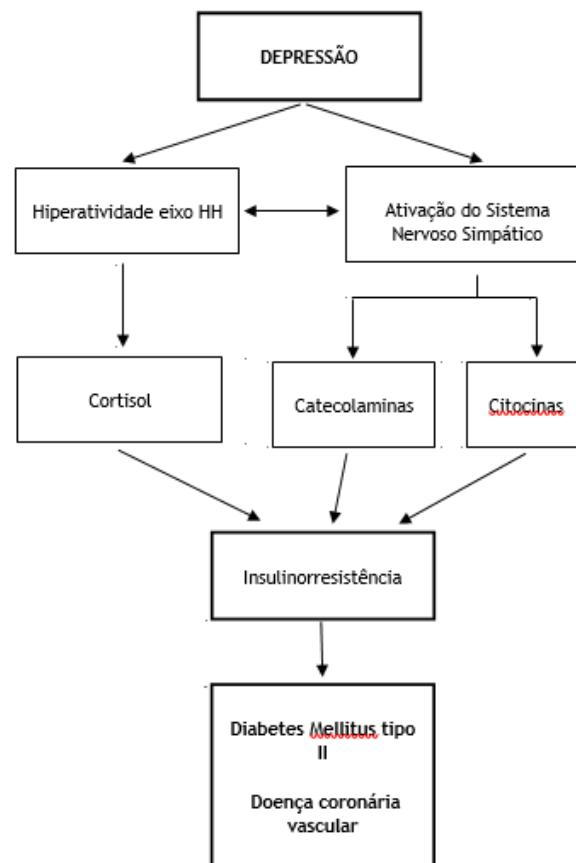 DEPRESSÃO
Hiperatividade eixo HH
Ativação do Sistema
Nervoso Simpático
Cortisol
Catecolaminas
Citocinas
Insulinorresistência
Diabetes Mellitus tipo
II
Doença coronária
vascular